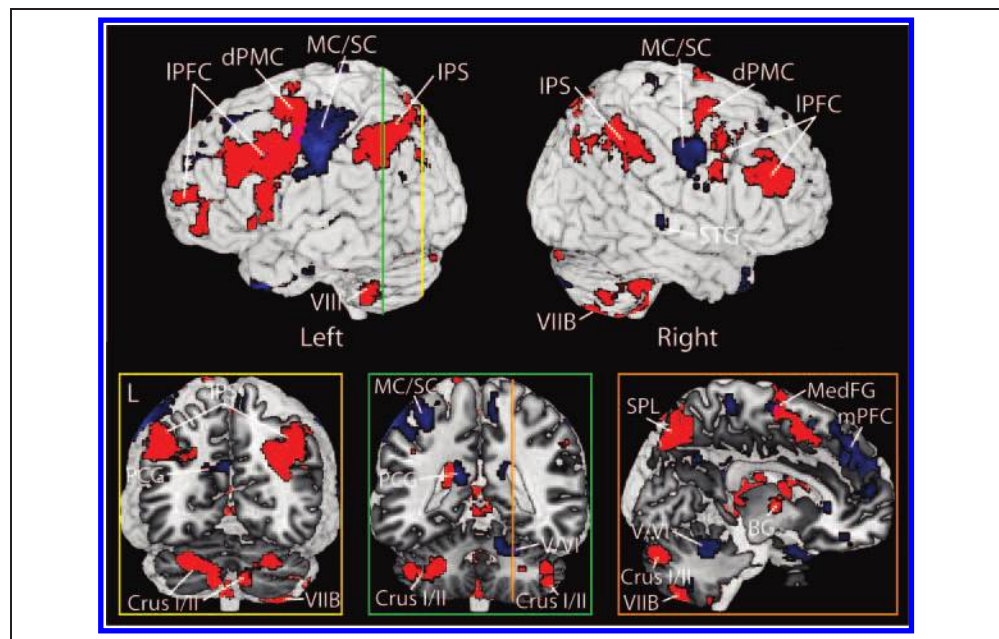 MC/SC
dPMC
lPFC
IPS
VIII
Left
MC/SC
dPMC
IPS
lPFC
STG
VIIB
Right
L
IPS
PCG
Crus I/II
VIIB
MC/SC
PCG
V/VI
Crus I/II
Crus I/II
MedFG
SPL
mPFC
V/VI
BG
Crus I/II
VIIB